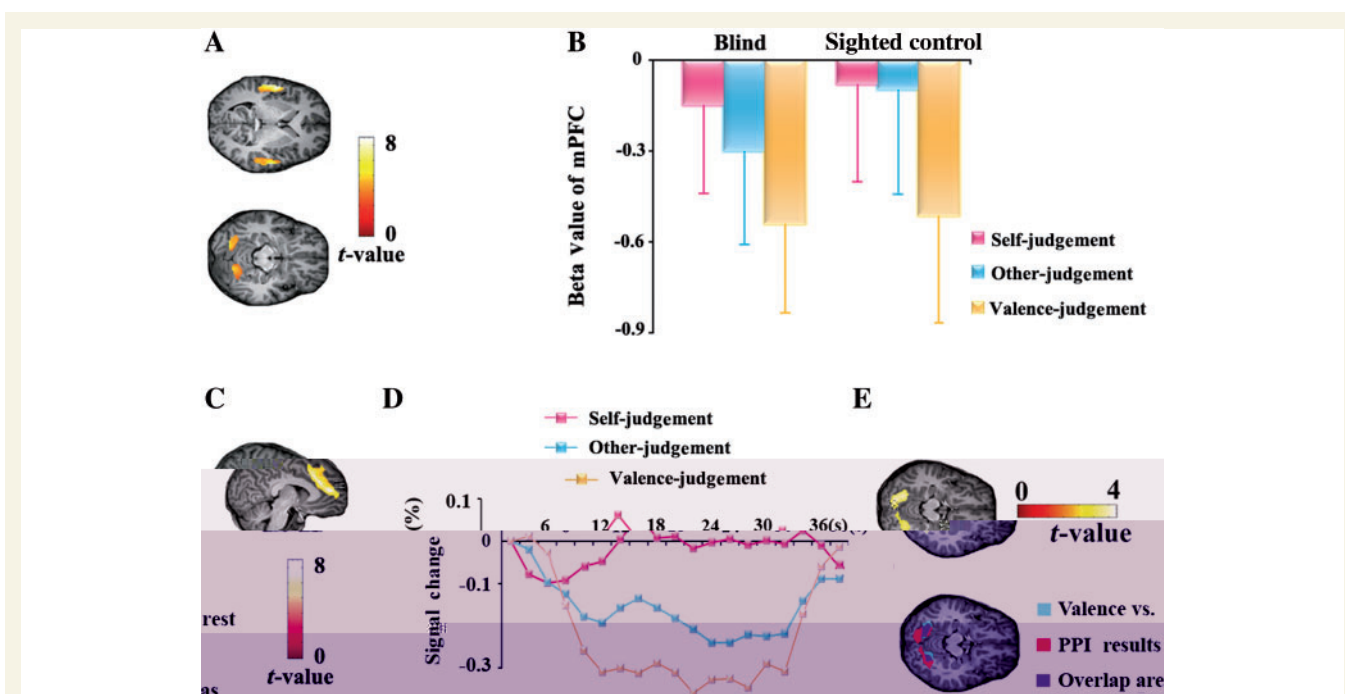 A
8
0
t-value
B
Blind Sighted control
0
-0.3
-0.6
-0.9
Beta value of mPFC
Self-judgement
Other-judgement
Valence-judgement
C
8
0
t-value
rest
as
D
Self-judgement
Other-judgement
Valence-judgement
Signal change (%)
0.1
6 12 18 24 30 36(s)
0
-0.1
-0.3
E
0 4
t-value
Valence vs.
PPI results
Overlap are